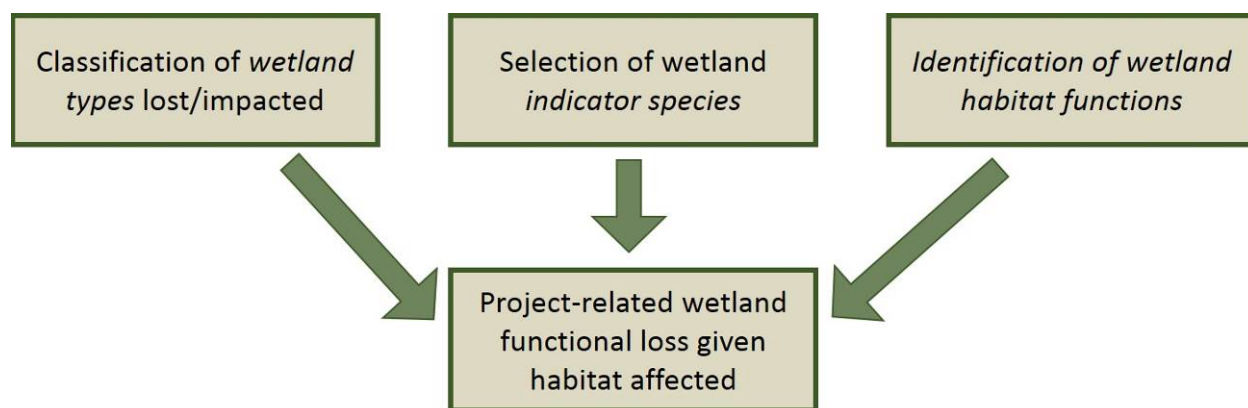 Classification of wetland
types lost/impacted
Selection of wetland
indicator species
Identification of wetland
habitat functions
Project-related wetland
functional loss given
habitat affected